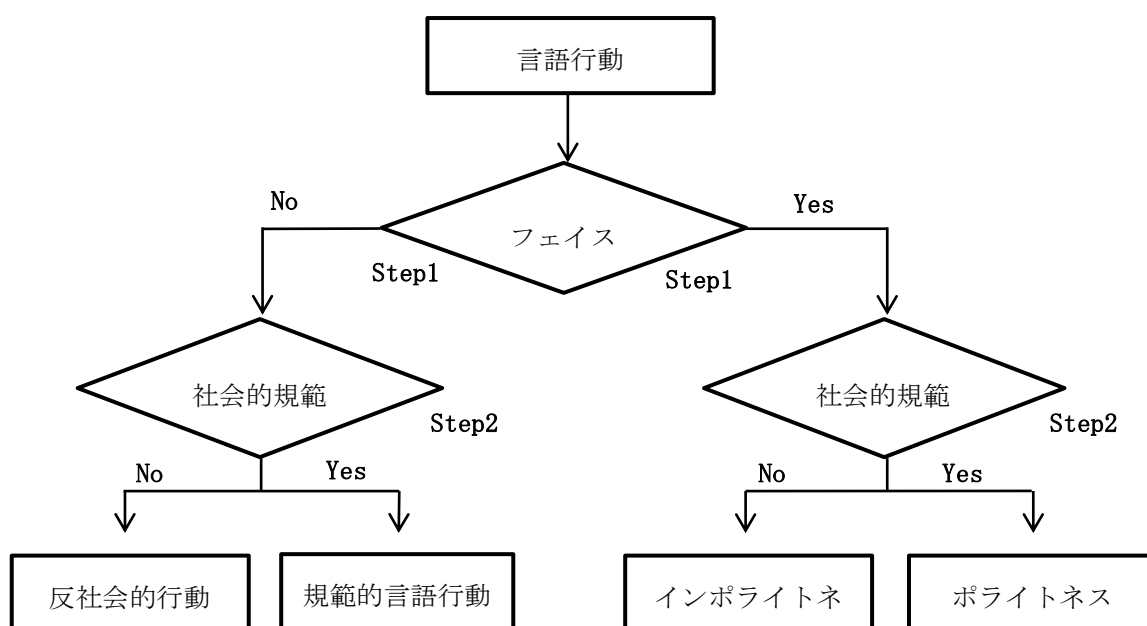 言語行動
No
Yes
フェイス
Step1
Step1
社会的規範
社会的規範
Step2
Step2
No
Yes
No
Yes
反社会的行動
規範的言語行動
インポライトネ
ポライトネス